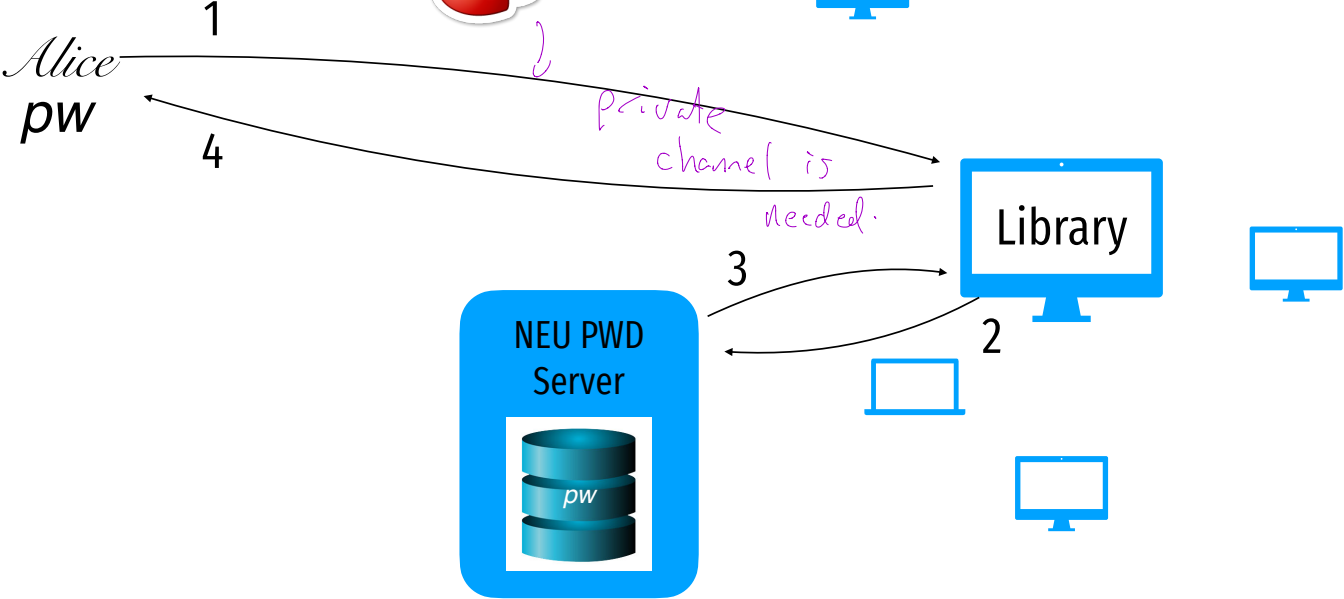 1
Alice
pw
4
private
channel is
needed.
Library
3
2
NEU PWD
Server
pw